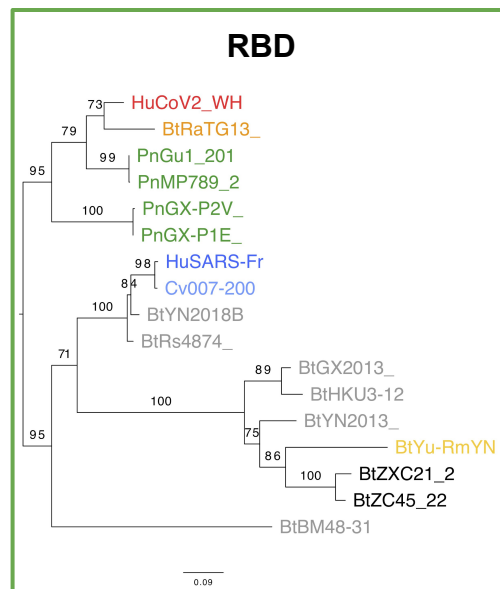 RBD
73
HuCoV2_WH
79
BtRaTG13_
99
PnGu1_201
95
PnMP789_2
100
PnGX-P2V_
PnGX-P1E_
98
HuSARS-Fr
84
Cv007-200
100
BtYN2018B
BtRs4874_
71
89
BtGX2013_
100
BtHKU3-12
75
BtYN2013_
95
86
BtYu-RmYN
100
BtZXC21_2
BtZC45_22
BtBM48-31
0.09